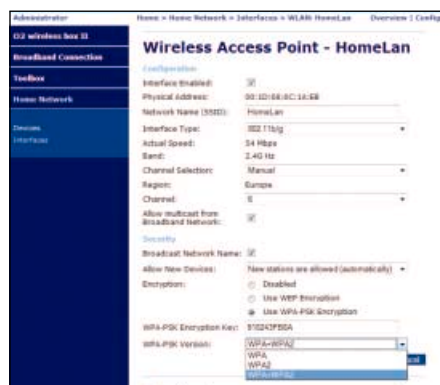 Administrator
Home > Home Network > Interfaces > WLAN: HomeLan
Overview | Config
O2 wireless box II
Broadband Connection
Toolbox
Home Network
Devices
Interfaces
Wireless Access Point - HomeLan
Configuration
Interface Enabled:
Physical Address:
Network Name (SSID): HomeLan
Interface Type: 802.11b/g
Actual Speed: 54 Mbps
Band: 2.4G Hz
Channel Selection: Manual
Region: Europe
Channel: 6
Allow multicast from
Broadband Network:
Security
Broadcast Network Name:
Allow New Devices: New stations are allowed (automatically)
Encryption: Disabled
Use WEP Encryption
Use WPA-PSK Encryption
WPA-PSK Encryption Key:
WPA-PSK Version: WPA+WPA2
WPA
WPA2
WPA+WPA2